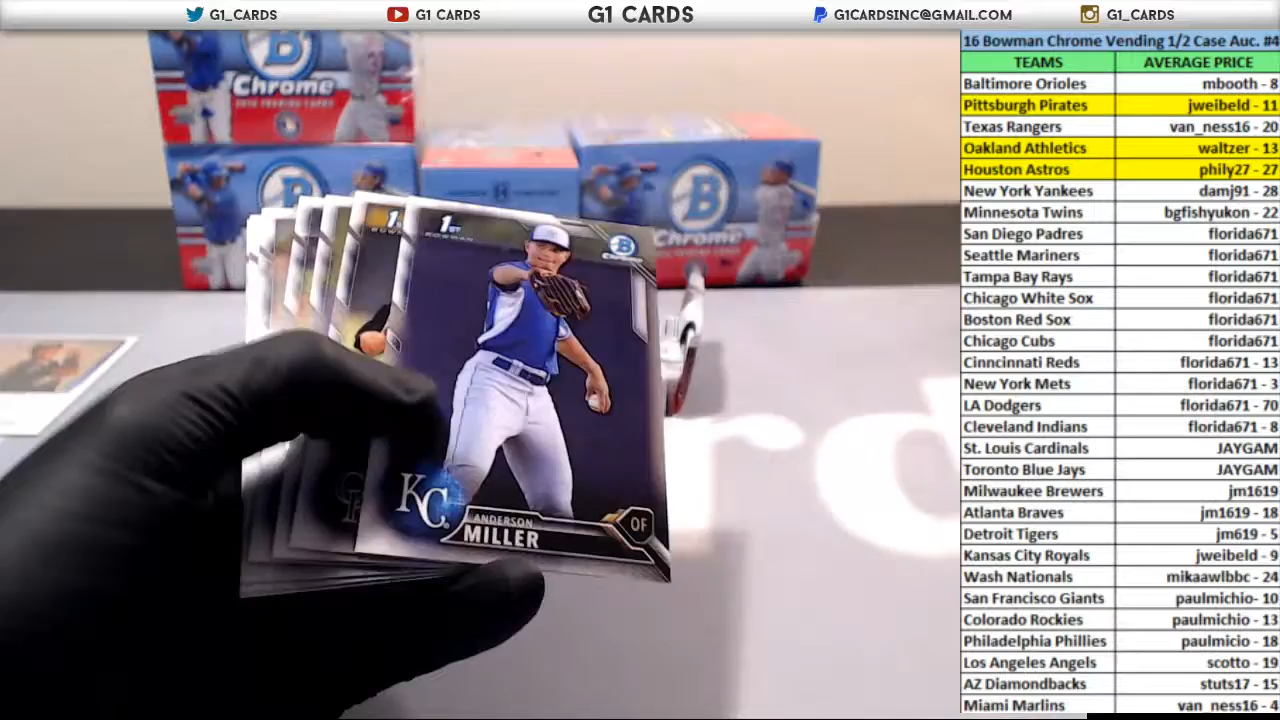 G1_CARDS
G1 CARDS
G1 CARDS
G1CARDSINC@GMAIL.COM
G1_CARDS
16 Bowman Chrome Vending 1/2 Case Auc. #4
TEAMS AVERAGE PRICE
Baltimore Orioles mbooth - 8
Pittsburgh Pirates jweibeld - 11
Texas Rangers van_ness16 - 20
Oakland Athletics waltzer - 13
Houston Astros phily27 - 27
New York Yankees damj91 - 28
Minnesota Twins bgfishyukon - 22
San Diego Padres florida671
Seattle Mariners florida671
Tampa Bay Rays florida671
Chicago White Sox florida671
Boston Red Sox florida671
Chicago Cubs florida671
Cinncinnati Reds florida671 - 13
New York Mets florida671 - 3
LA Dodgers florida671 - 70
Cleveland Indians florida671 - 8
St. Louis Cardinals JAYGAM
Toronto Blue Jays JAYGAM
Milwaukee Brewers jm1619
Atlanta Braves jm1619 - 18
Detroit Tigers jm619 - 5
Kansas City Royals jweibeld - 9
Wash Nationals mikaawlbbc - 24
San Francisco Giants paulmichio- 10
Colorado Rockies paulmichio - 13
Philadelphia Phillies paulmicio - 18
Los Angeles Angels scotto - 19
AZ Diamondbacks stuts17 - 15
Miami Marlins van_ness16 - 4
B
Chrome
B
Chrome
1ST
BOWMAN
B
CHROME
KC
ANDERSON
MILLER
OF
rd